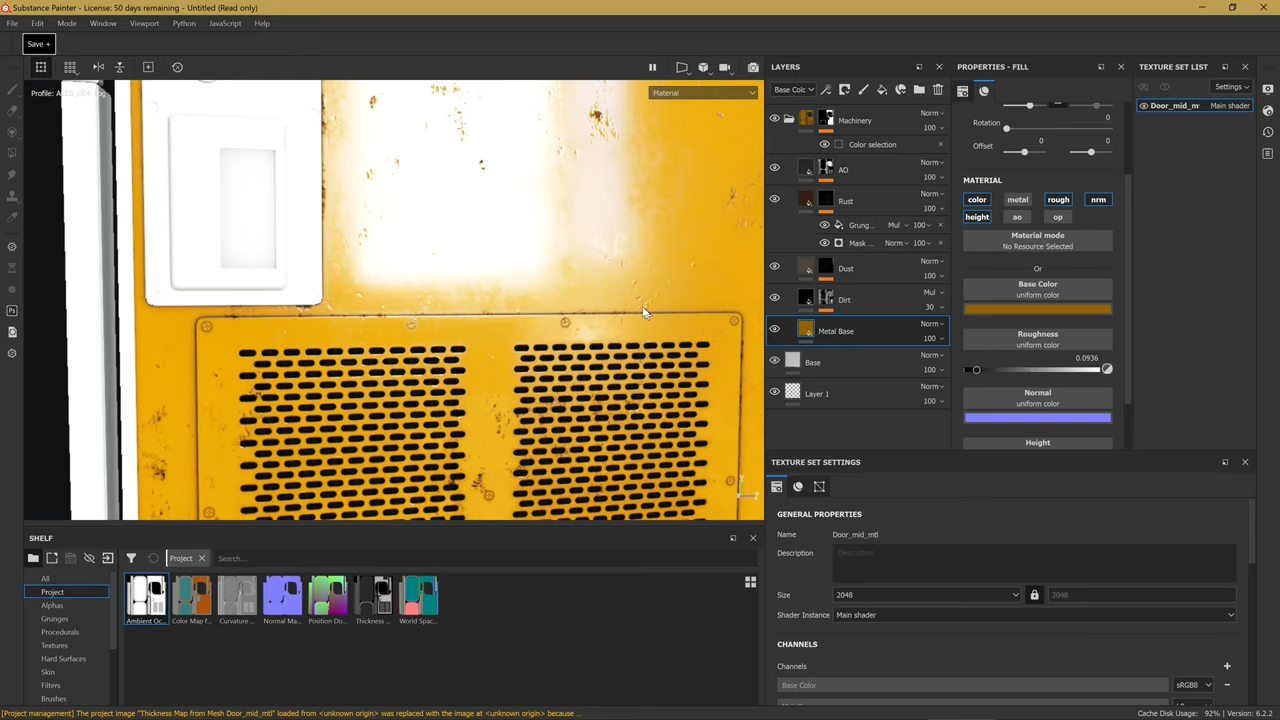 Substance Painter - License: 50 days remaining - Untitled (Read only)
File Edit Mode Window Viewport Python JavaScript Help
Save +
Profile: ACES_UE4_Log
Material
LAYERS
Base Colc
Machinery
Norm
100
Color selection
AO
Norm
100
Rust
Norm
100
Grung... Mul 100
Mask ... Norm 100
Dust
Norm
100
Dirt
Mul
30
Metal Base
Norm
100
Base
Norm
100
Layer 1
Norm
100
PROPERTIES - FILL
Rotation 0
Offset 0 0
MATERIAL
color metal rough nrm
height ao op
Material mode
No Resource Selected
Or
Base Color
uniform color
Roughness
uniform color
0.0936
Normal
uniform color
Height
TEXTURE SET LIST
Settings
Door_mid_mt Main shader
TEXTURE SET SETTINGS
GENERAL PROPERTIES
Name Door_mid_mtl
Description Description
Size 2048 2048
Shader Instance Main shader
CHANNELS
Channels
Base Color sRGB8
SHELF
Project
Search...
All
Project
Alphas
Grunges
Procedurals
Textures
Hard Surfaces
Skin
Filters
Brushes
Ambient Oc... Color Map f... Curvature ... Normal Ma... Position Do... Thickness ... World Spac...
[Project management] The project image "Thickness Map from Mesh Door_mid_mtl" loaded from <unknown origin> was replaced with the image at <unknown origin> because ...
Cache Disk Usage: 92% | Version: 6.2.2